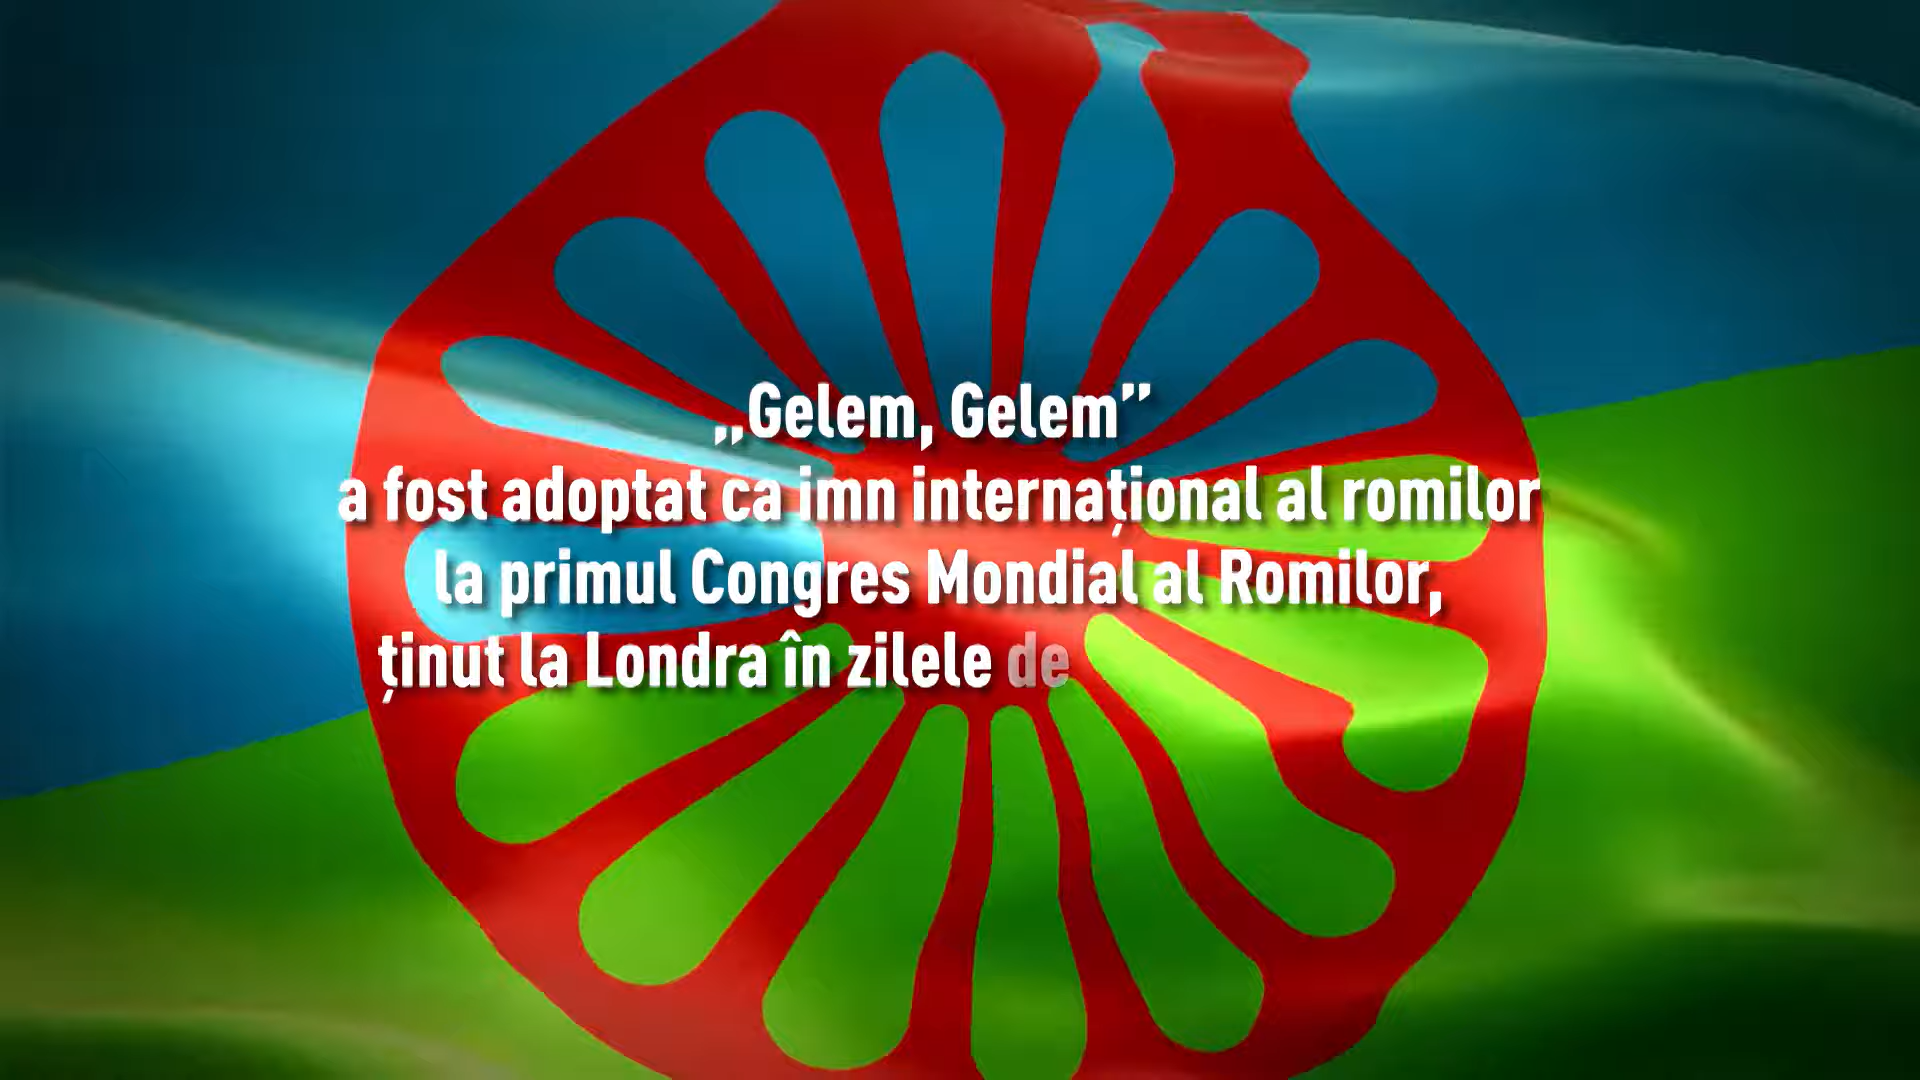 „Gelem, Gelem”
a fost adoptat ca imn internațional al romilor
la primul Congres Mondial al Romilor,
ținut la Londra în zilele de